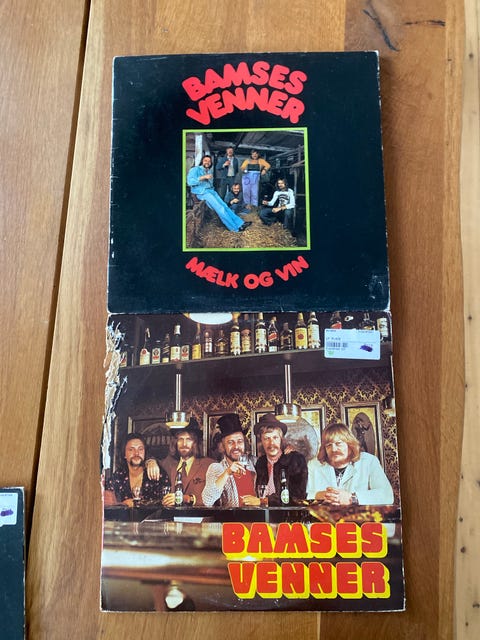 BAMSES
VENNER
MÆLK OG VIN
BAMSES
VENNER